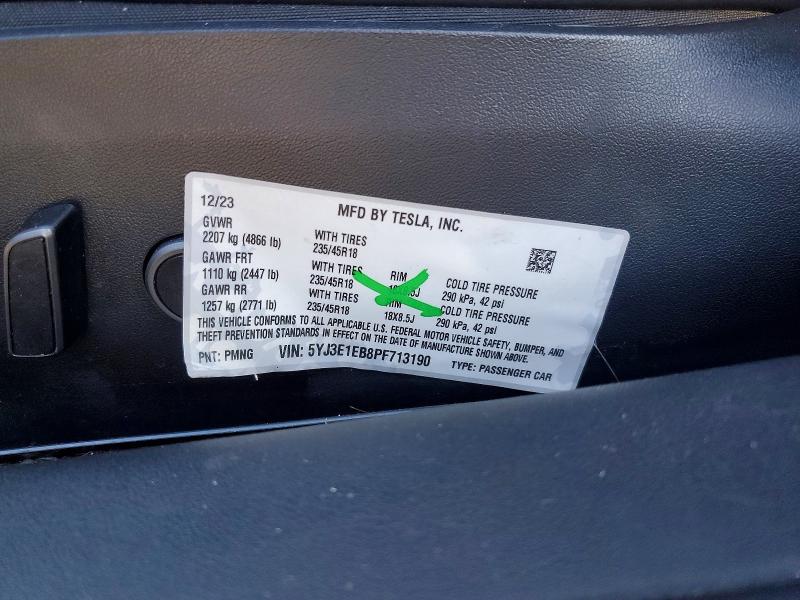 12/23 MFD BY TESLA, INC.
GVWR
2207 kg (4866 lb) WITH TIRES
235/45R18
GAWR FRT
1110 kg (2447 lb) WITH TIRES RIM COLD TIRE PRESSURE
235/45R18 290 kPa, 42 psi
GAWR RR
1257 kg (2771 lb) WITH TIRES RIM COLD TIRE PRESSURE
235/45R18 18X8.5J 290 kPa, 42 psi
THIS VEHICLE CONFORMS TO ALL APPLICABLE U.S. FEDERAL MOTOR VEHICLE SAFETY, BUMPER, AND
THEFT PREVENTION STANDARDS IN EFFECT ON THE DATE OF MANUFACTURE SHOWN ABOVE.
PNT: PMNG VIN: 5YJ3E1EB8PF713190 TYPE: PASSENGER CAR